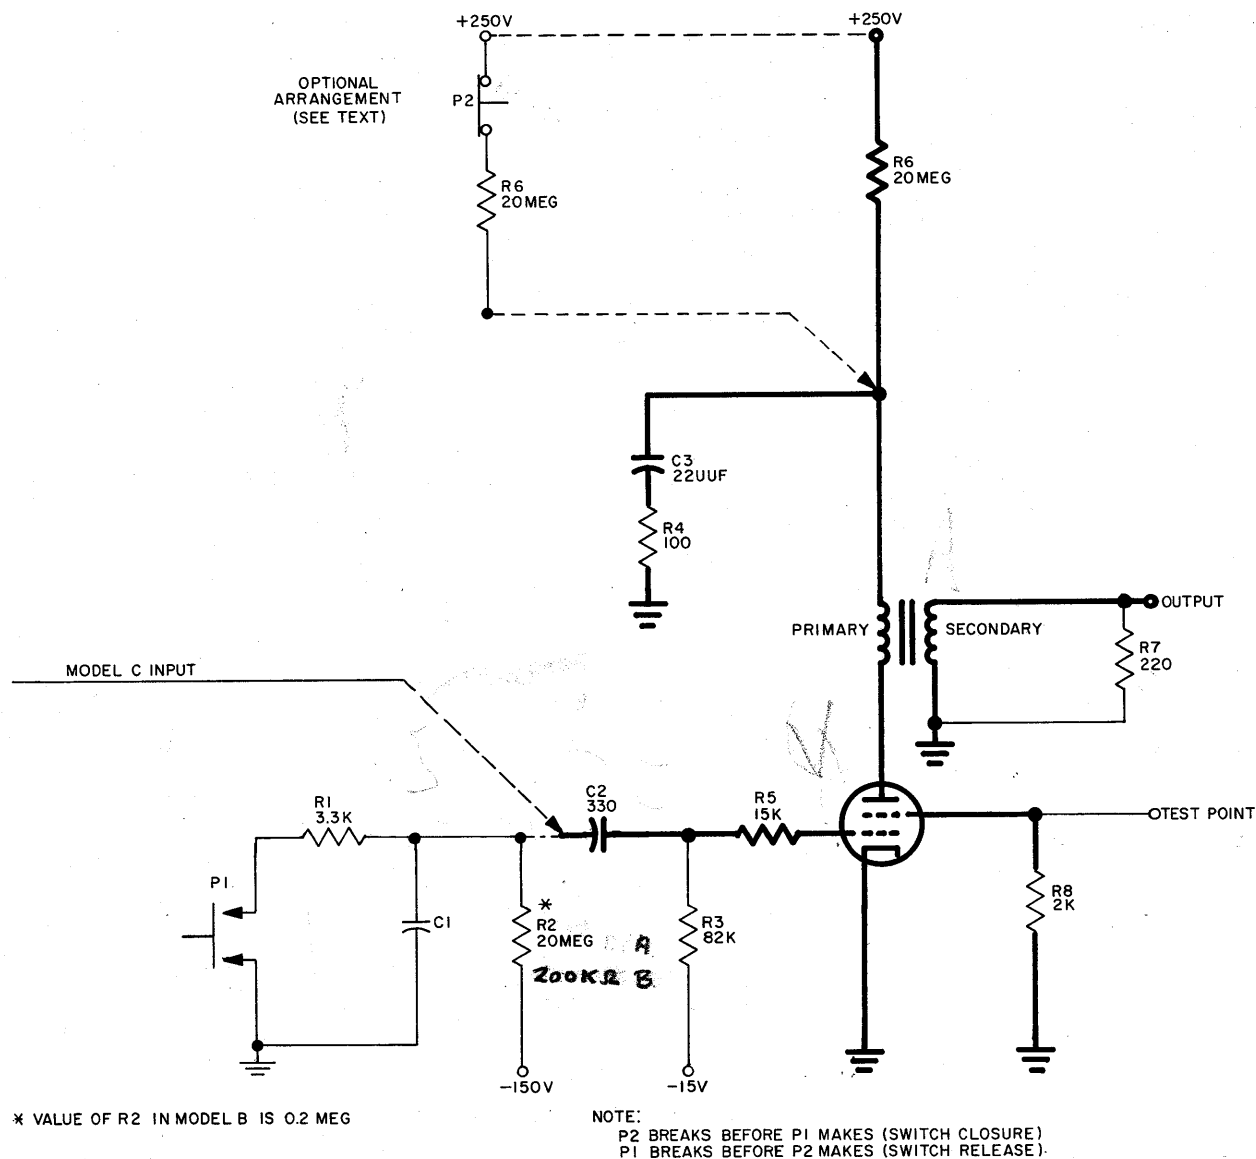 +250V
+250V
OPTIONAL
ARRANGEMENT
(SEE TEXT)
P2
R6
20MEG
R6
20MEG
C3
22UUF
R4
100
PRIMARY
SECONDARY
OUTPUT
R7
220
MODEL C INPUT
C2
330
R5
15K
R1
3.3K
TEST POINT
P1
C1
*
R2
20MEG A
200KΩ B
R3
82K
R8
2K
-150V
-15V
* VALUE OF R2 IN MODEL B IS 0.2 MEG
NOTE:
P2 BREAKS BEFORE P1 MAKES (SWITCH CLOSURE)
P1 BREAKS BEFORE P2 MAKES (SWITCH RELEASE).